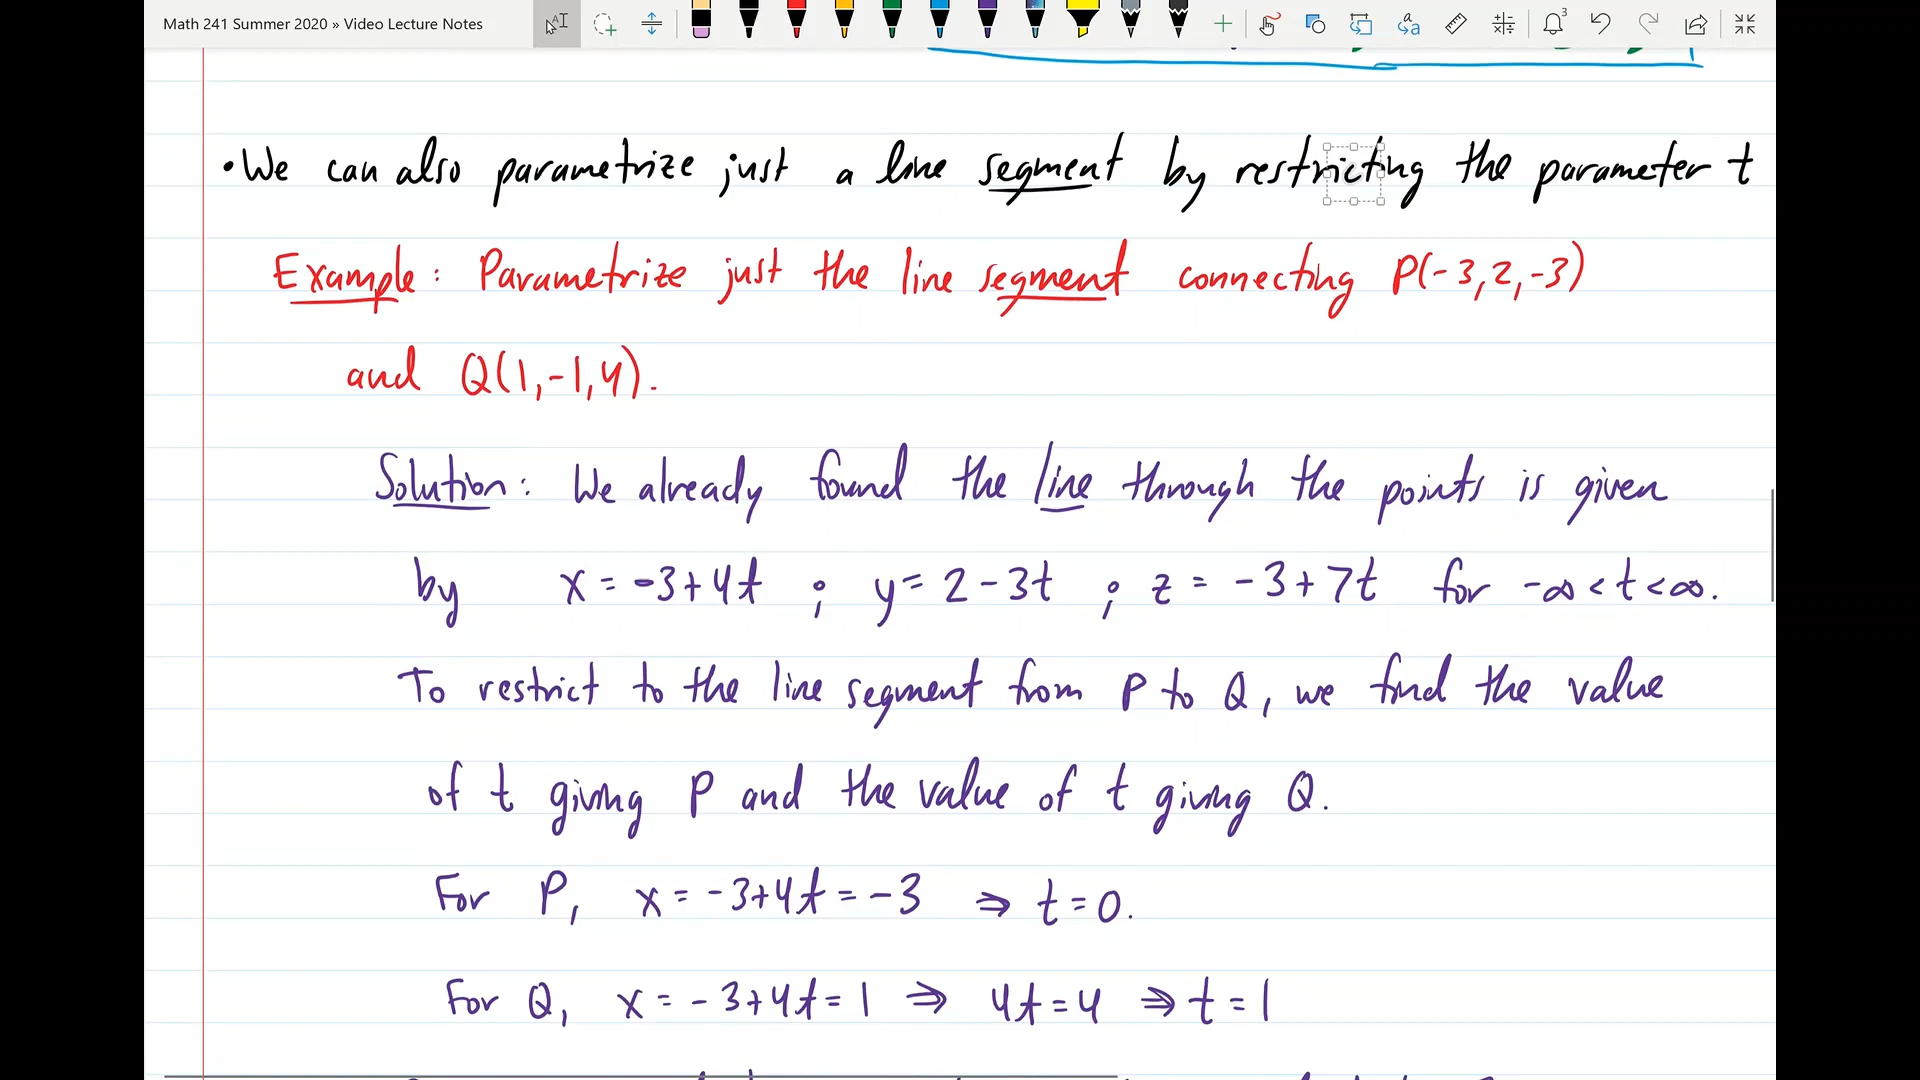 Math 241 Summer 2020 » Video Lecture Notes
3
• We can also parametrize just a line segment by restricting the parameter t
Example: Parametrize just the line segment connecting P(-3,2,-3)
and Q(1,-1,4).
Solution: We already found the line through the points is given
by x = -3+4t ; y = 2-3t ; z = -3+7t for -∞<t<∞.
To restrict to the line segment from P to Q, we find the value
of t giving P and the value of t giving Q.
For P, x = -3+4t = -3 ⇒ t = 0.
For Q, x = -3+4t = 1 ⇒ 4t = 4 ⇒ t = 1